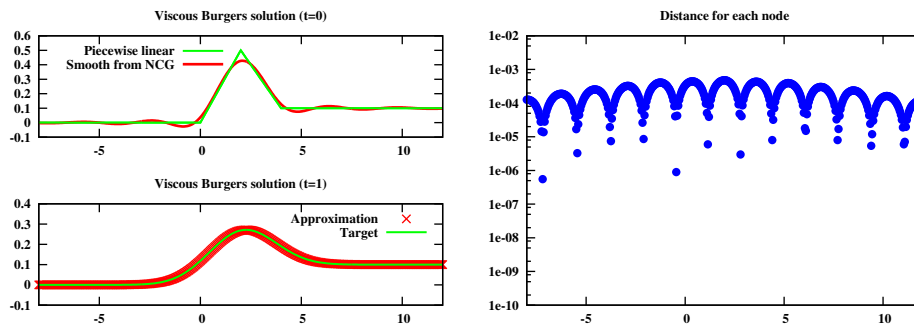 Viscous Burgers solution (t=0)
0.6
0.5
0.4
0.3
0.2
0.1
0
-0.1
Piecewise linear
Smooth from NCG
-5
0
5
10
Viscous Burgers solution (t=1)
0.4
0.3
0.2
0.1
0
-0.1
Approximation
Target
-5
0
5
10
Distance for each node
1e-02
1e-03
1e-04
1e-05
1e-06
1e-07
1e-08
1e-09
1e-10
-5
0
5
10